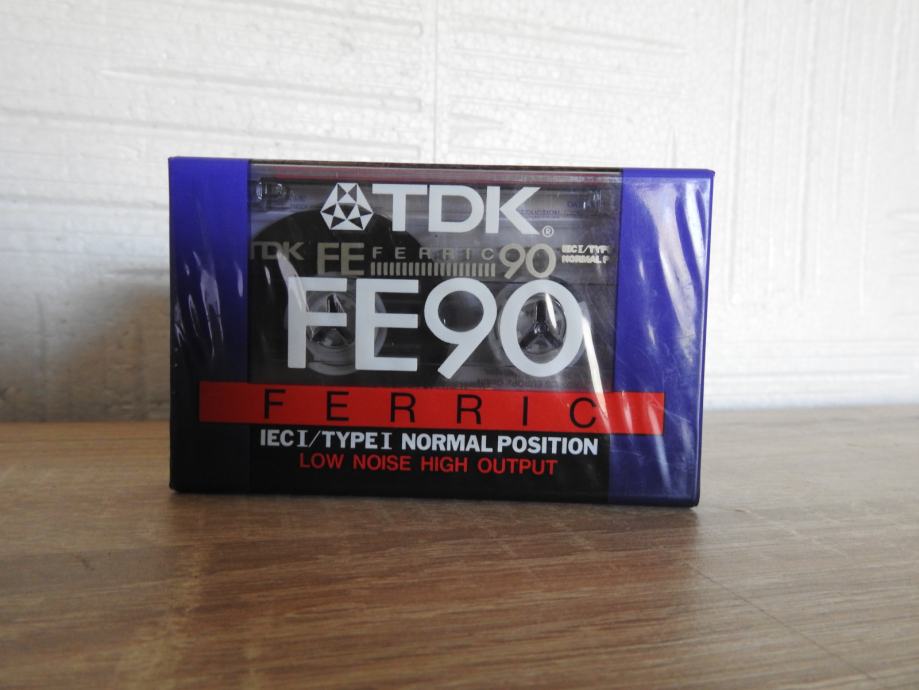 TDK®
TDK FE FERRIC 90 IEC I/TYPE
NORMAL P
FE90
FERRIC
IEC I/TYPE I NORMAL POSITION
LOW NOISE HIGH OUTPUT